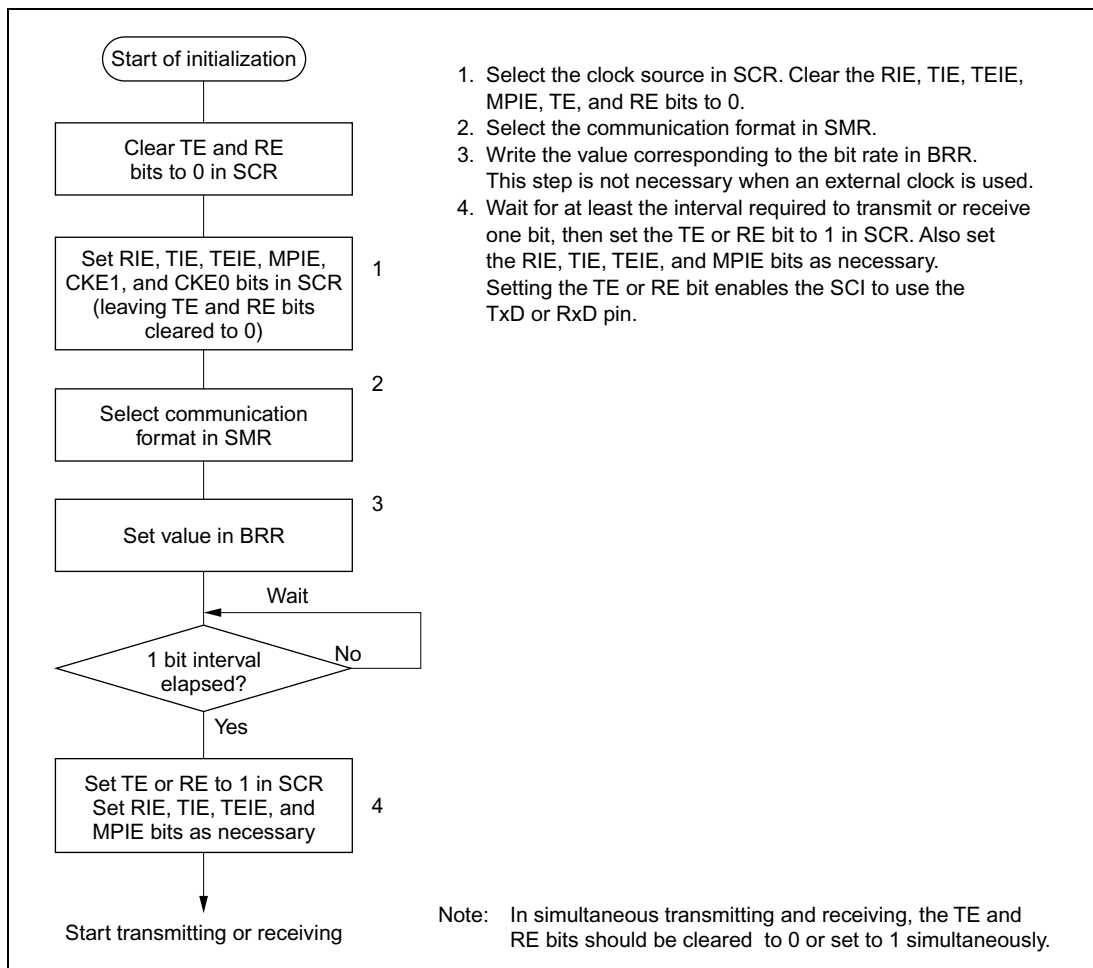 Start of initialization
Clear TE and RE
bits to 0 in SCR
Set RIE, TIE, TEIE, MPIE,
CKE1, and CKE0 bits in SCR
(leaving TE and RE bits
cleared to 0)
1
2
Select communication
format in SMR
3
Set value in BRR
Wait
1 bit interval
elapsed?
No
Yes
Set TE or RE to 1 in SCR
Set RIE, TIE, TEIE, and
MPIE bits as necessary
4
Start transmitting or receiving
1. Select the clock source in SCR. Clear the RIE, TIE, TEIE,
MPIE, TE, and RE bits to 0.
2. Select the communication format in SMR.
3. Write the value corresponding to the bit rate in BRR.
This step is not necessary when an external clock is used.
4. Wait for at least the interval required to transmit or receive
one bit, then set the TE or RE bit to 1 in SCR. Also set
the RIE, TIE, TEIE, and MPIE bits as necessary.
Setting the TE or RE bit enables the SCI to use the
TxD or RxD pin.
Note: In simultaneous transmitting and receiving, the TE and
RE bits should be cleared to 0 or set to 1 simultaneously.